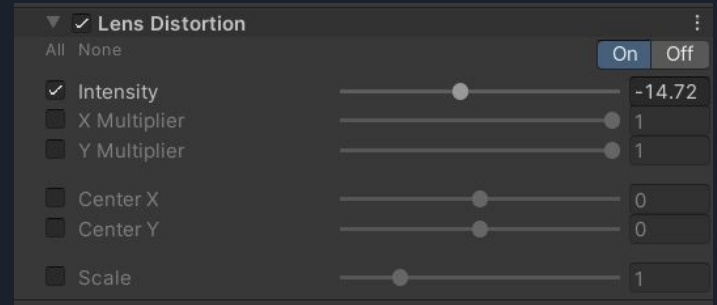 Lens Distortion
All None On Off
Intensity -14.72
X Multiplier 1
Y Multiplier 1
Center X 0
Center Y 0
Scale 1